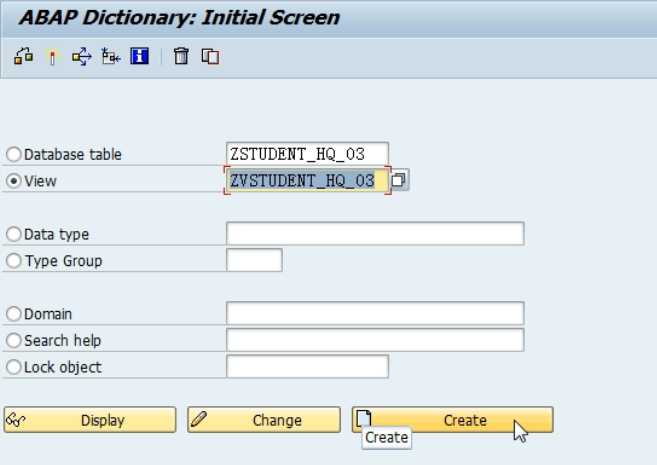 ABAP Dictionary: Initial Screen
Database table ZSTUDENT_HQ_03
View ZVSTUDENT_HQ_03
Data type
Type Group
Domain
Search help
Lock object
Display Change Create
Create